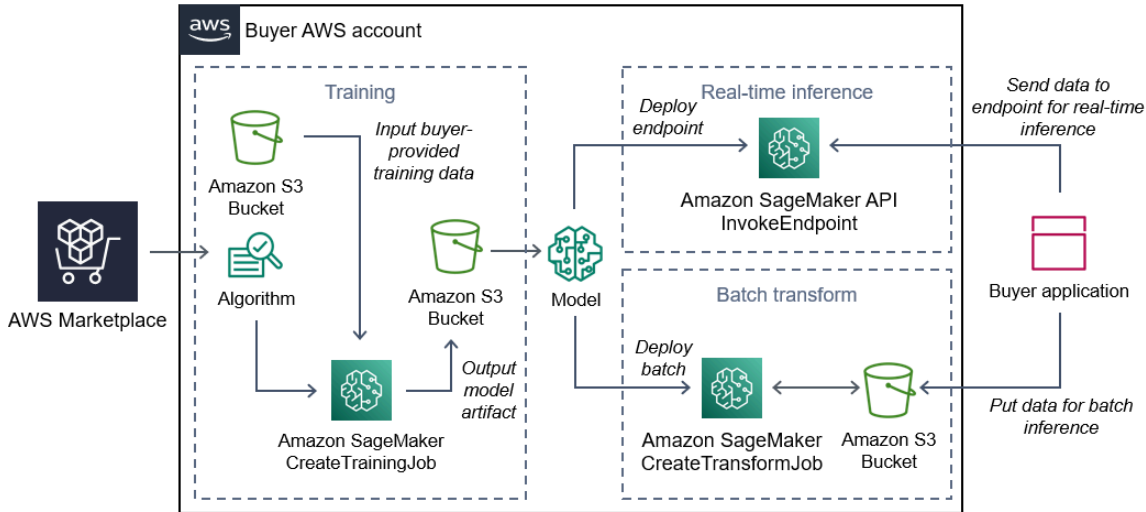 aws
Buyer AWS account
Training
Amazon S3
Bucket
Input buyer-
provided
training data
Algorithm
Amazon S3
Bucket
Output
model
artifact
Amazon SageMaker
CreateTrainingJob
AWS Marketplace
Model
Real-time inference
Deploy
endpoint
Amazon SageMaker API
InvokeEndpoint
Batch transform
Deploy
batch
Amazon SageMaker
CreateTransformJob
Amazon S3
Bucket
Send data to
endpoint for real-time
inference
Buyer application
Put data for batch
inference